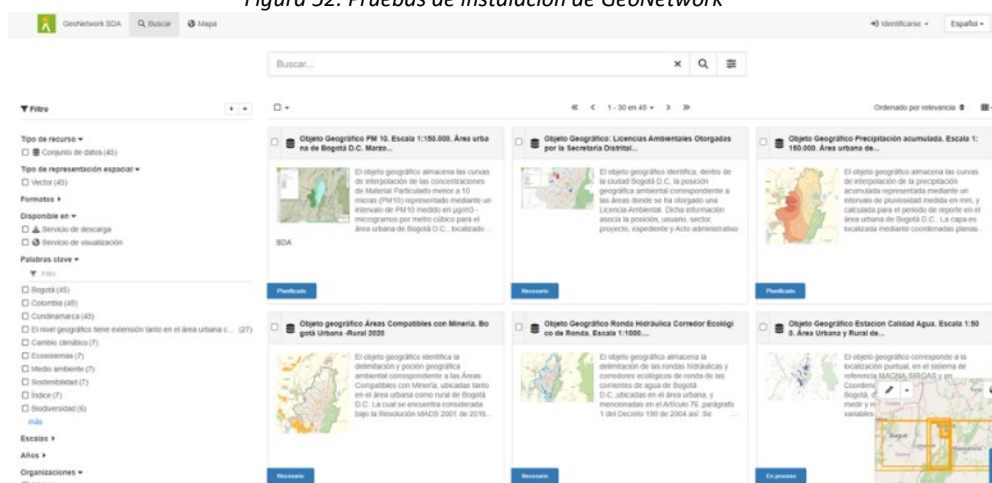 Figura 52. Pruebas de instalación de GeoNetwork
GeoNetwork SDA Buscar Mapa Identificarse Español
Buscar...
Filtro
1 - 30 en 45
Ordenado por relevancia
Tipo de recurso
Conjunto de datos (45)
Tipo de representación espacial
Vector (45)
Formatos
Disponible en
Servicio de descarga
Servicio de visualización
Palabras clave
Filtro
Bogotá (45)
Colombia (45)
Cundinamarca (45)
El nivel geográfico tiene extensión tanto en el área urbana c... (27)
Cambio climático (7)
Ecosistemas (7)
Medio ambiente (7)
Sostenibilidad (7)
Índice (7)
Biodiversidad (6)
más
Escalas
Años
Organizaciones
Objeto Geográfico PM 10. Escala 1:150.000. Área urba
na de Bogotá D.C. Marzo...
El objeto geográfico almacena las curvas
de interpolación de las concentraciones
de Material Particulado menor a 10
micras (PM10) representado mediante un
intervalo de PM10 medido en µg/m3 -
microgramos por metro cúbico para el
área urbana de Bogotá D.C., localizado ...
SDA
Planificado
Objeto Geográfico: Licencias Ambientales Otorgadas
por la Secretaría Distrital...
El objeto geográfico identifica, dentro de
la ciudad Bogotá D.C, la posición
geográfica ambiental correspondiente a
las áreas donde se ha otorgado una
Licencia Ambiental. Dicha información
asocia la posición, usuario, sector,
proyecto, expediente y Acto administrativo
Necesario
Objeto Geográfico Precipitación acumulada. Escala 1:
150.000. Área urbana de...
El objeto geográfico almacena las curvas
de interpolación de la precipitación
acumulada representada mediante un
intervalo de pluviosidad medida en mm, y
calculada para el periodo de reporte en el
área urbana de Bogotá D.C. La capa es
localizada mediante coordenadas planas.
Planificado
Objeto geográfico Áreas Compatibles con Minería. Bo
gotá Urbana -Rural 2020
El objeto geográfico identifica la
delimitación y poción geográfica
ambiental correspondiente a las Áreas
Compatibles con Minería, ubicadas tanto
en el área urbana como rural de Bogotá
D.C. La cual se encuentra considerada
bajo la Resolución MADS 2001 de 2016...
Necesario
Objeto Geográfico Ronda Hidráulica Corredor Ecológi
co de Ronda. Escala 1:1000....
El objeto geográfico almacena la
delimitación de las rondas hidráulicas y
corredores ecológicos de ronda de las
corrientes de agua de Bogotá
D.C.,ubicadas en el área urbana, y
mencionadas en el Artículo 76, parágrafo
1 del Decreto 190 de 2004 así: Se ...
Necesario
Objeto Geográfico Estacion Calidad Agua. Escala 1:50
0. Área Urbana y Rural de...
El objeto geográfico corresponde a la
localización puntual, en el sistema de
referencia MAGNA-SIRGAS y en
Bogotá,
medir y
variables
En proceso